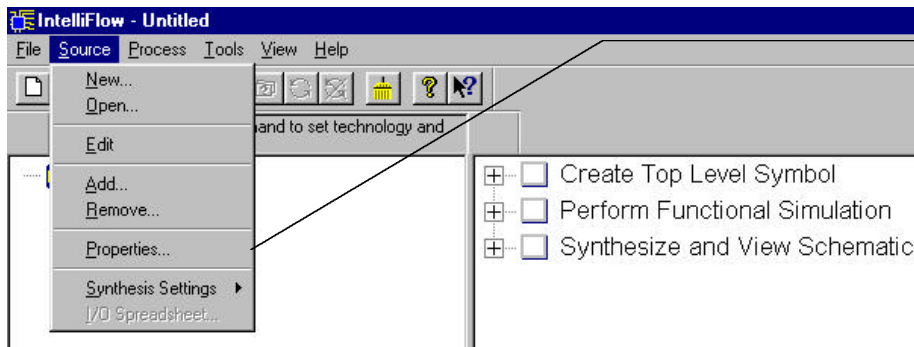 IntelliFlow - Untitled
File Source Process Tools View Help
New...
Open...
and to set technology and
Edit
Add...
Remove...
Properties...
Synthesis Settings
I/O Spreadsheet...
Create Top Level Symbol
Perform Functional Simulation
Synthesize and View Schematic